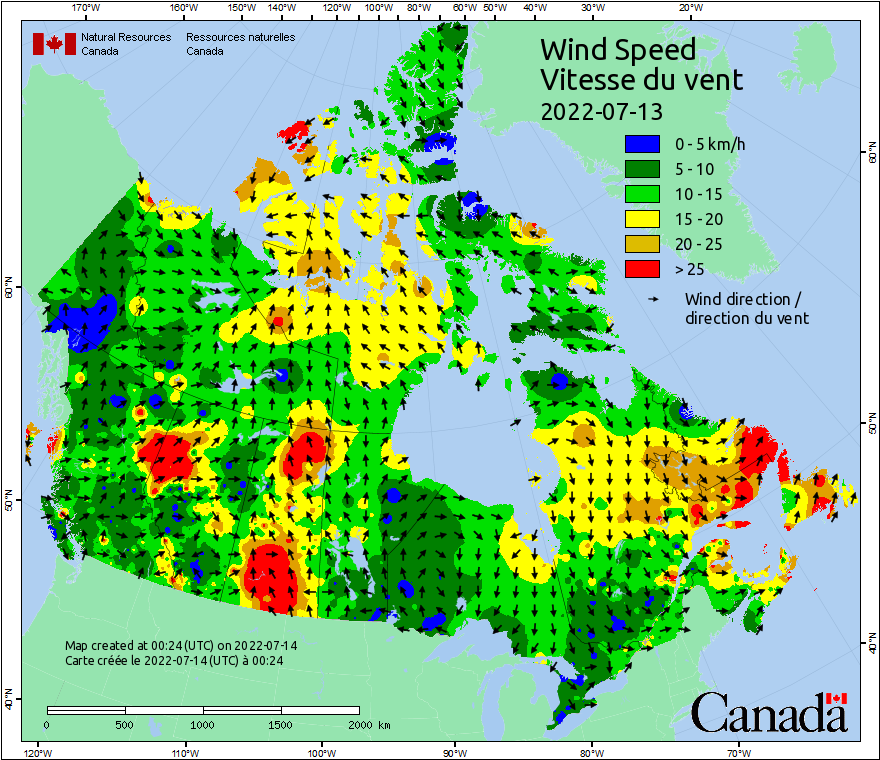 170°W 160°W 150°W 140°W 120°W 100°W 80°W 60°W 50°W 40°W 30°W 20°W
Natural Resources Canada
Ressources naturelles Canada
Wind Speed
Vitesse du vent
2022-07-13
0 - 5 km/h
5 - 10
10 - 15
15 - 20
20 - 25
> 25
Wind direction /
direction du vent
60°N
50°N
40°N
60°N
50°N
40°N
Map created at 00:24 (UTC) on 2022-07-14
Carte créée le 2022-07-14 (UTC) à 00:24
0 500 1000 1500 2000 km
Canada
120°W 110°W 100°W 90°W 80°W 70°W